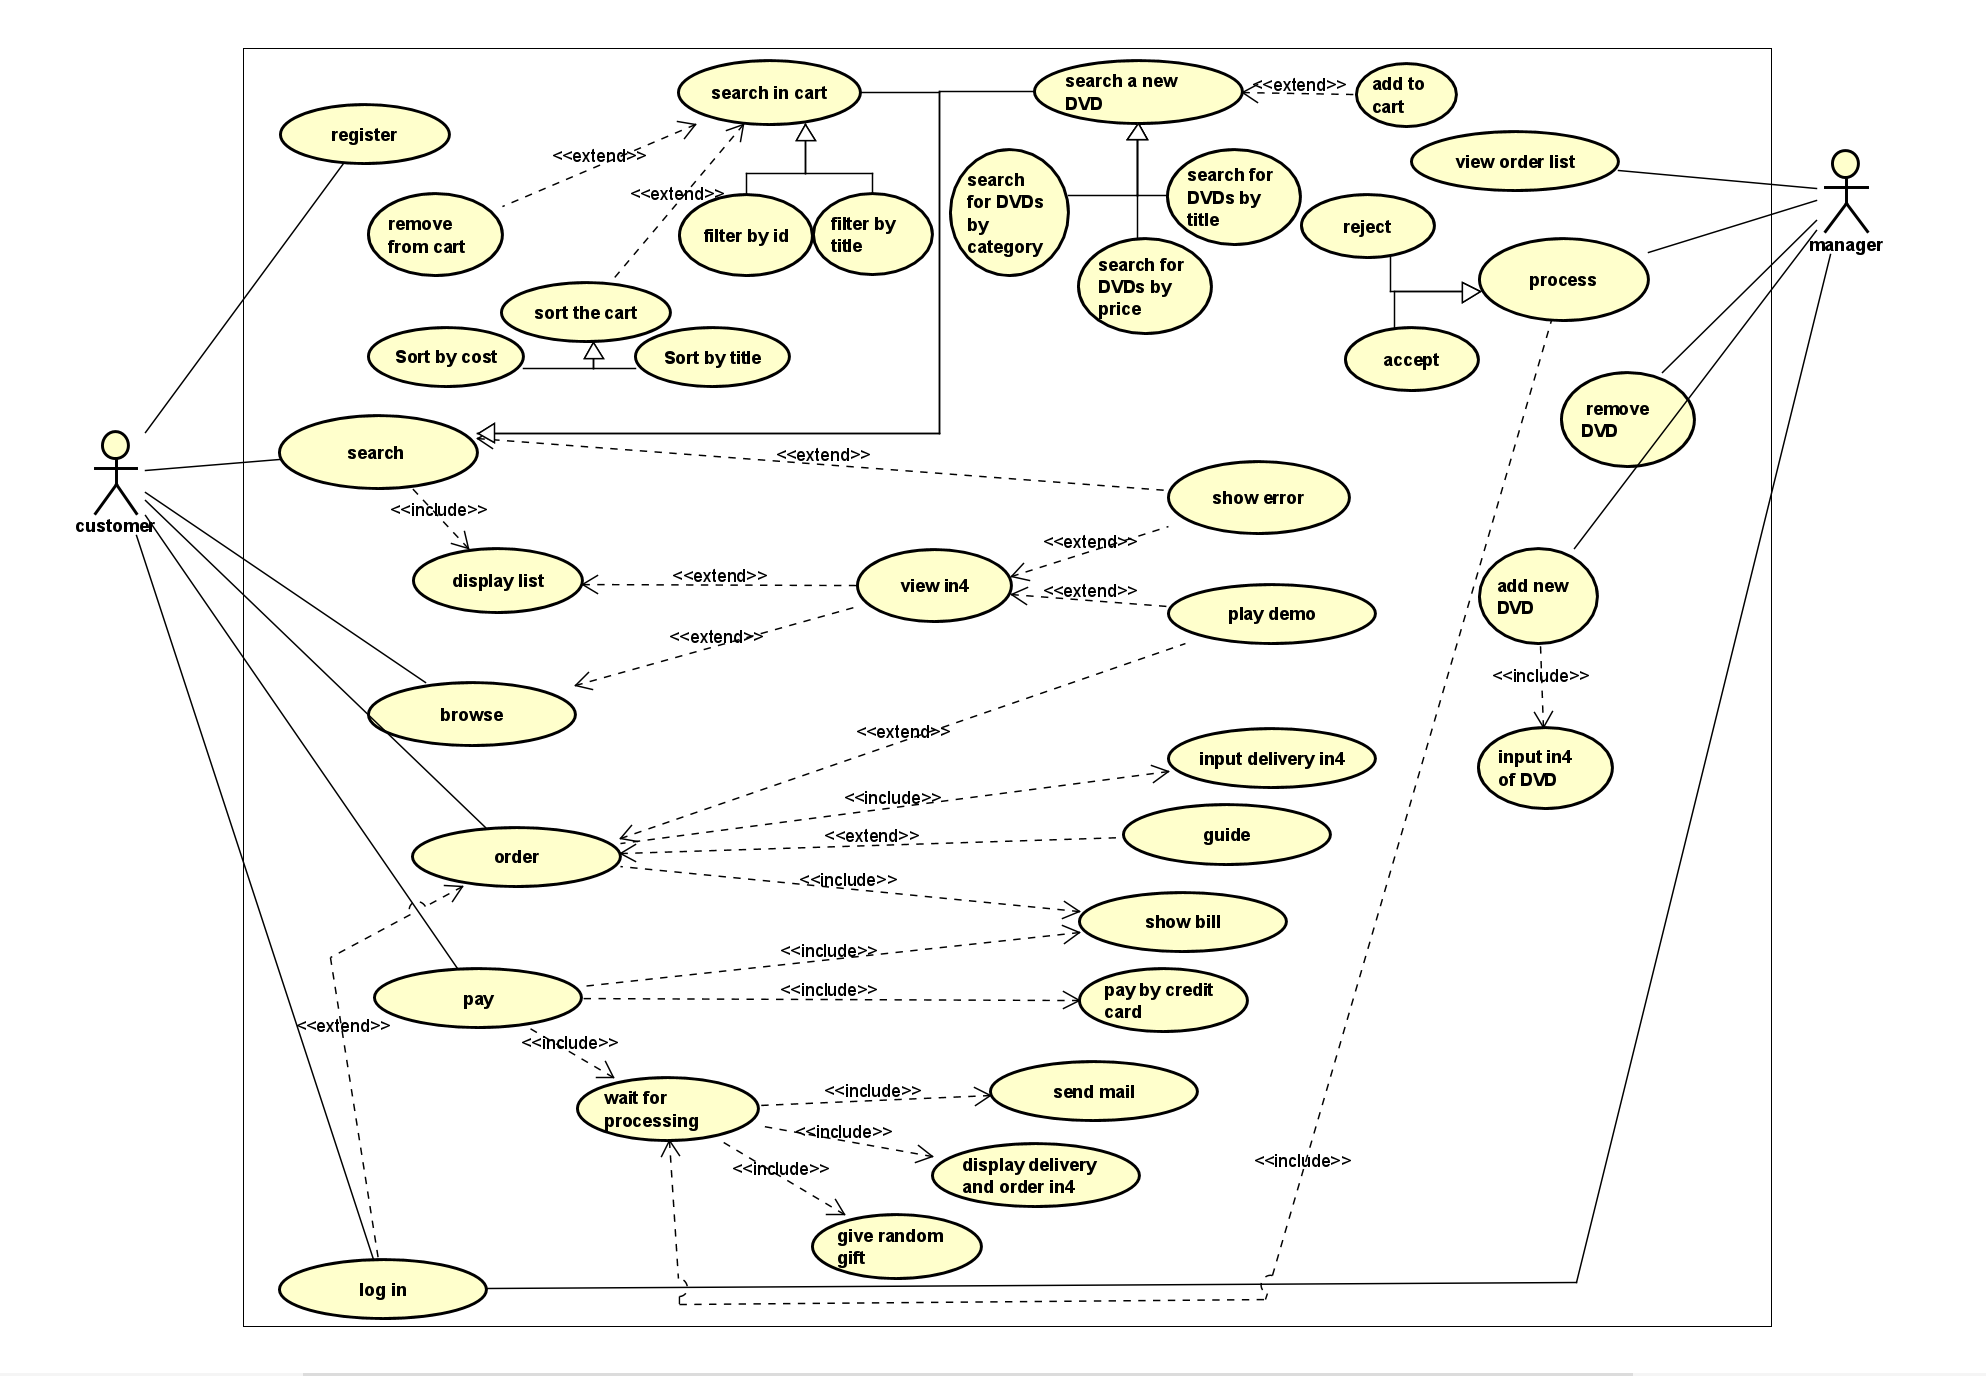 search in cart
search a new
DVD
<<extend>>
add to
cart
register
<<extend>>
view order list
<<extend>>
remove
from cart
filter by id
filter by
title
search
for DVDs
by
category
search for
DVDs by
title
search for
DVDs by
price
reject
process
manager
accept
sort the cart
Sort by cost
Sort by title
remove
DVD
search
<<extend>>
show error
customer
<<include>>
<<extend>>
display list
<<extend>>
view in4
<<extend>>
play demo
add new
DVD
<<extend>>
browse
<<include>>
<<extend>>
input delivery in4
input in4
of DVD
<<include>>
<<extend>>
guide
order
<<include>>
show bill
<<include>>
pay
<<include>>
pay by credit
card
<<extend>>
<<include>>
wait for
processing
<<include>>
send mail
<<include>>
display delivery
and order in4
<<include>>
<<include>>
give random
gift
log in